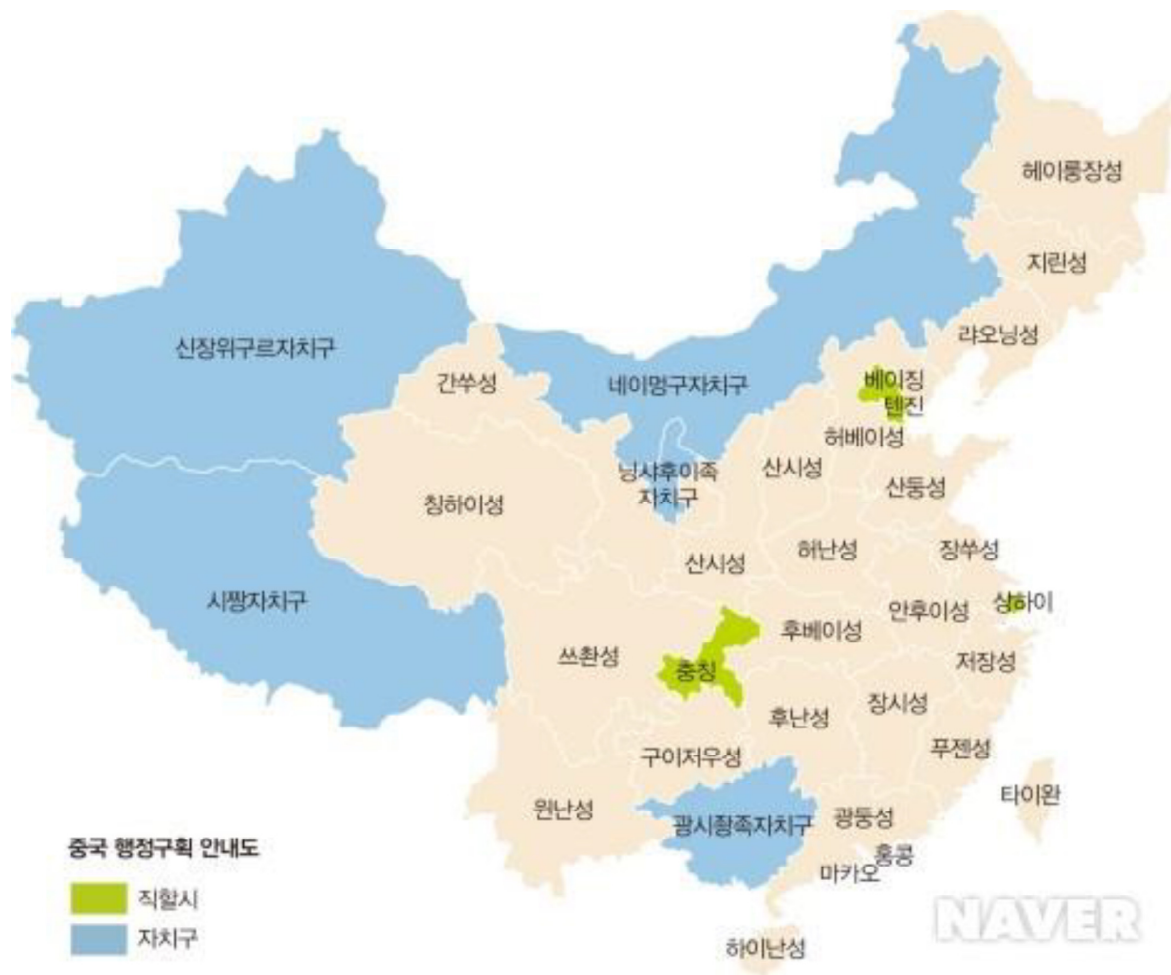 헤이룽장성
지린성
랴오닝성
신장위구르자치구
간쑤성
네이멍구자치구
베이징
텐진
허베이성
닝샤후이족
자치구
산시성
산둥성
칭하이성
산시성
허난성
장쑤성
시짱자치구
안후이성
상하이
쓰촨성
충칭
후베이성
저장성
후난성
장시성
구이저우성
푸젠성
윈난성
광시좡족자치구
광둥성
타이완
홍콩
마카오
하이난성
중국 행정구획 안내도
직할시
자치구
NAVER